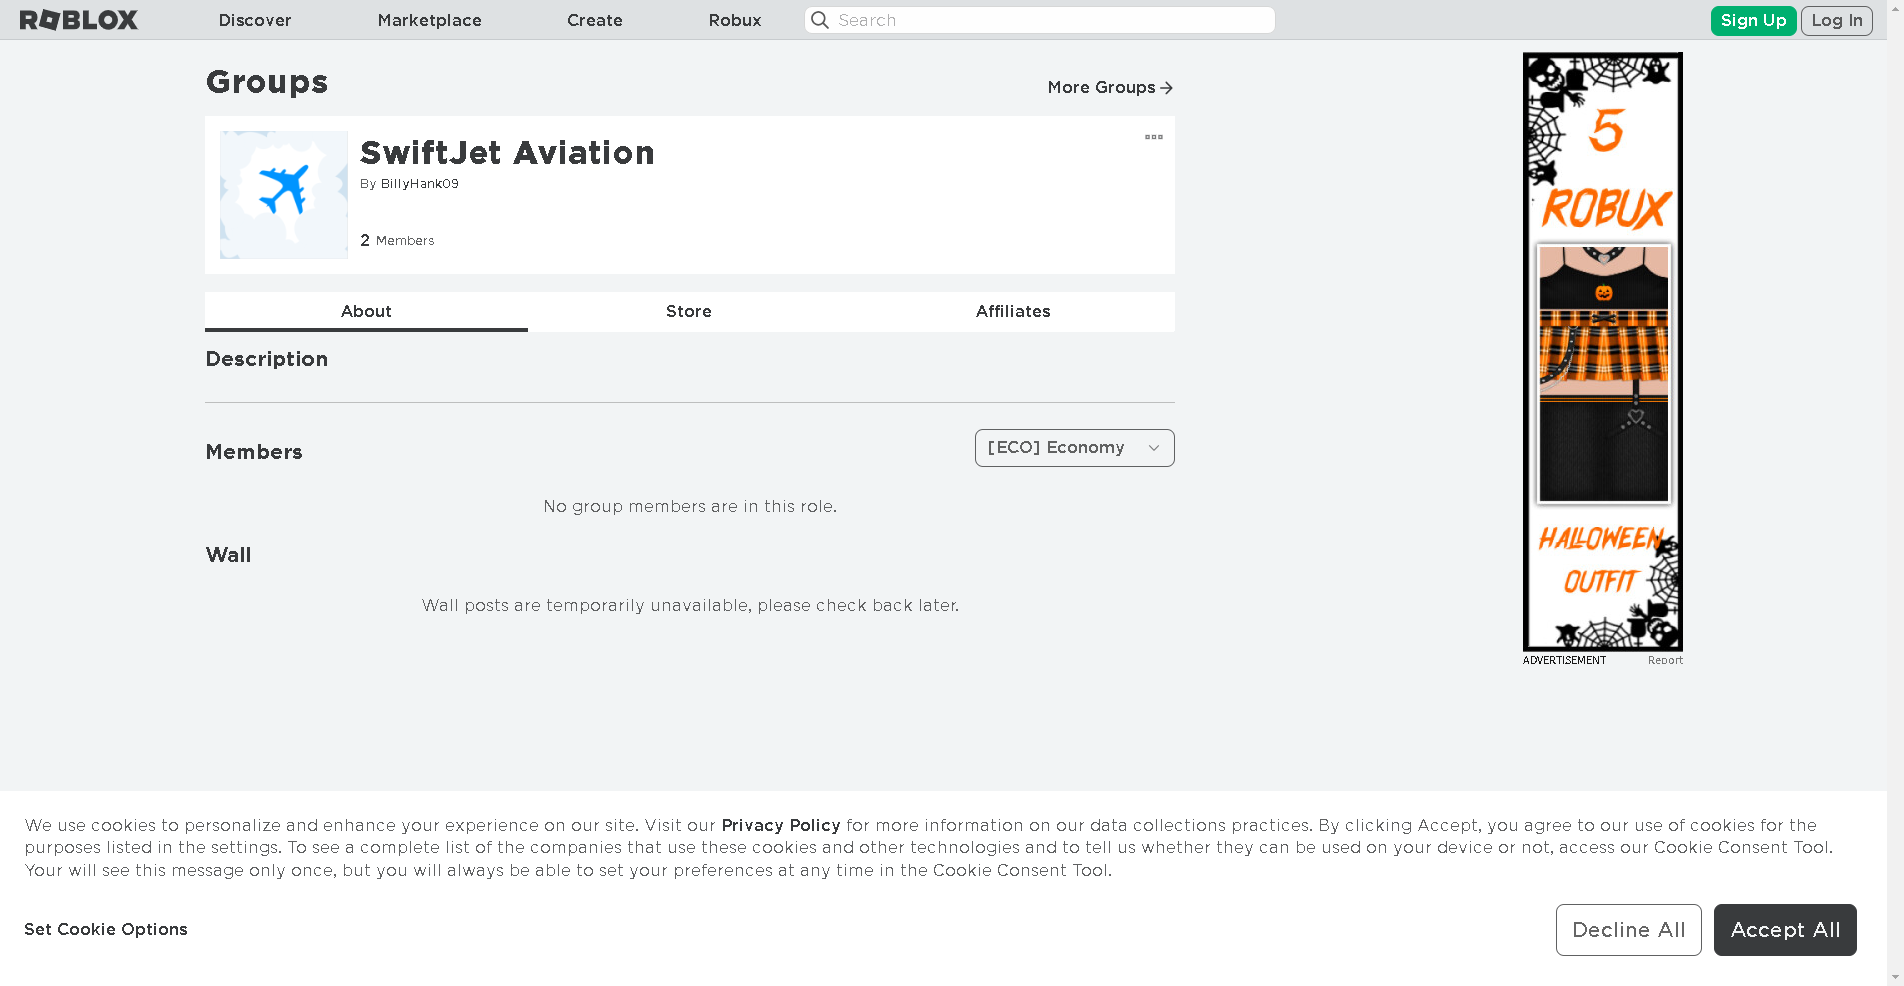 ROBLOX Discover Marketplace Create Robux Search Sign Up Log In
Groups
More Groups
SwiftJet Aviation
By BillyHank09
2 Members
About Store Affiliates
Description
Members
[ECO] Economy
No group members are in this role.
Wall
Wall posts are temporarily unavailable, please check back later.
5
ROBUX
HALLOWEEN
OUTFIT
ADVERTISEMENT Report
We use cookies to personalize and enhance your experience on our site. Visit our Privacy Policy for more information on our data collections practices. By clicking Accept, you agree to our use of cookies for the
purposes listed in the settings. To see a complete list of the companies that use these cookies and other technologies and to tell us whether they can be used on your device or not, access our Cookie Consent Tool.
Your will see this message only once, but you will always be able to set your preferences at any time in the Cookie Consent Tool.
Set Cookie Options
Decline All
Accept All